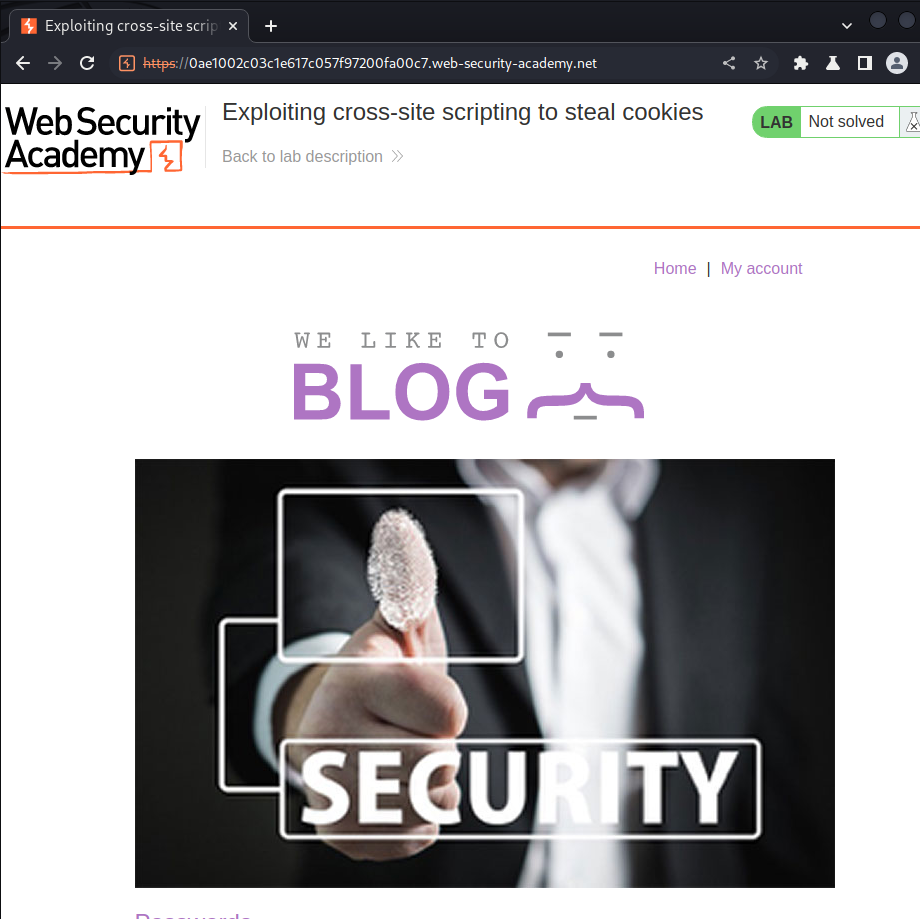 Exploiting cross-site scrip
https://0ae1002c03c1e617c057f97200fa00c7.web-security-academy.net
Web Security
Academy
Exploiting cross-site scripting to steal cookies
Back to lab description
LAB Not solved
Home | My account
WE LIKE TO
BLOG
SECURITY
Passwords